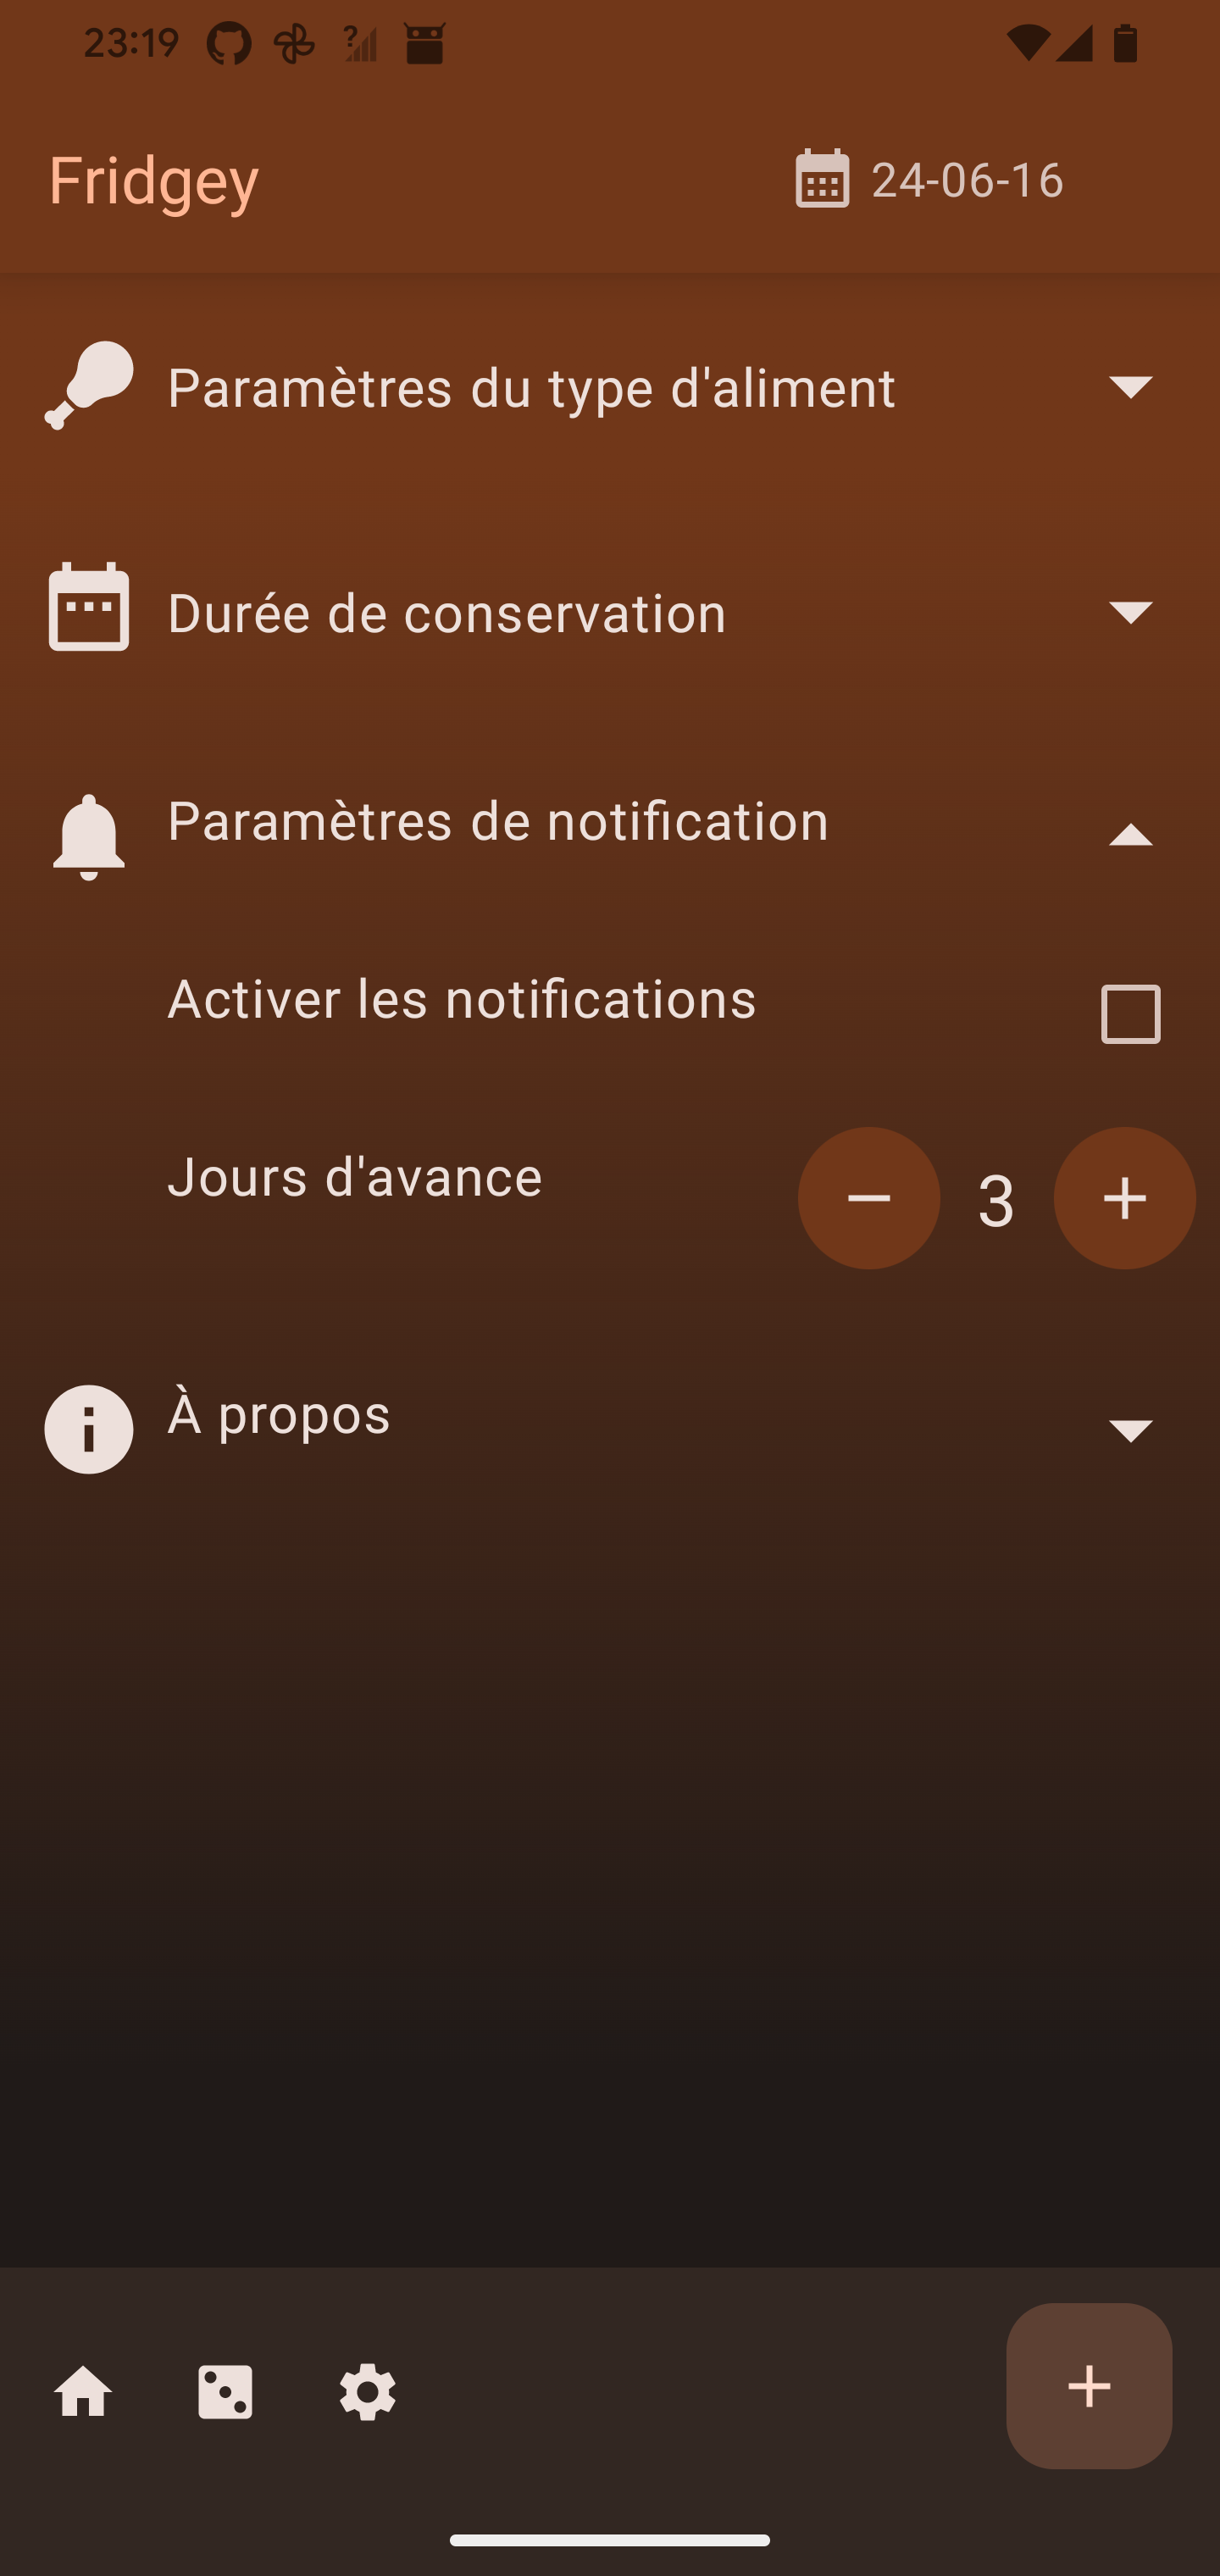 23:19
Fridgey
24-06-16
Paramètres du type d'aliment
Durée de conservation
Paramètres de notification
Activer les notifications
Jours d'avance
3
À propos